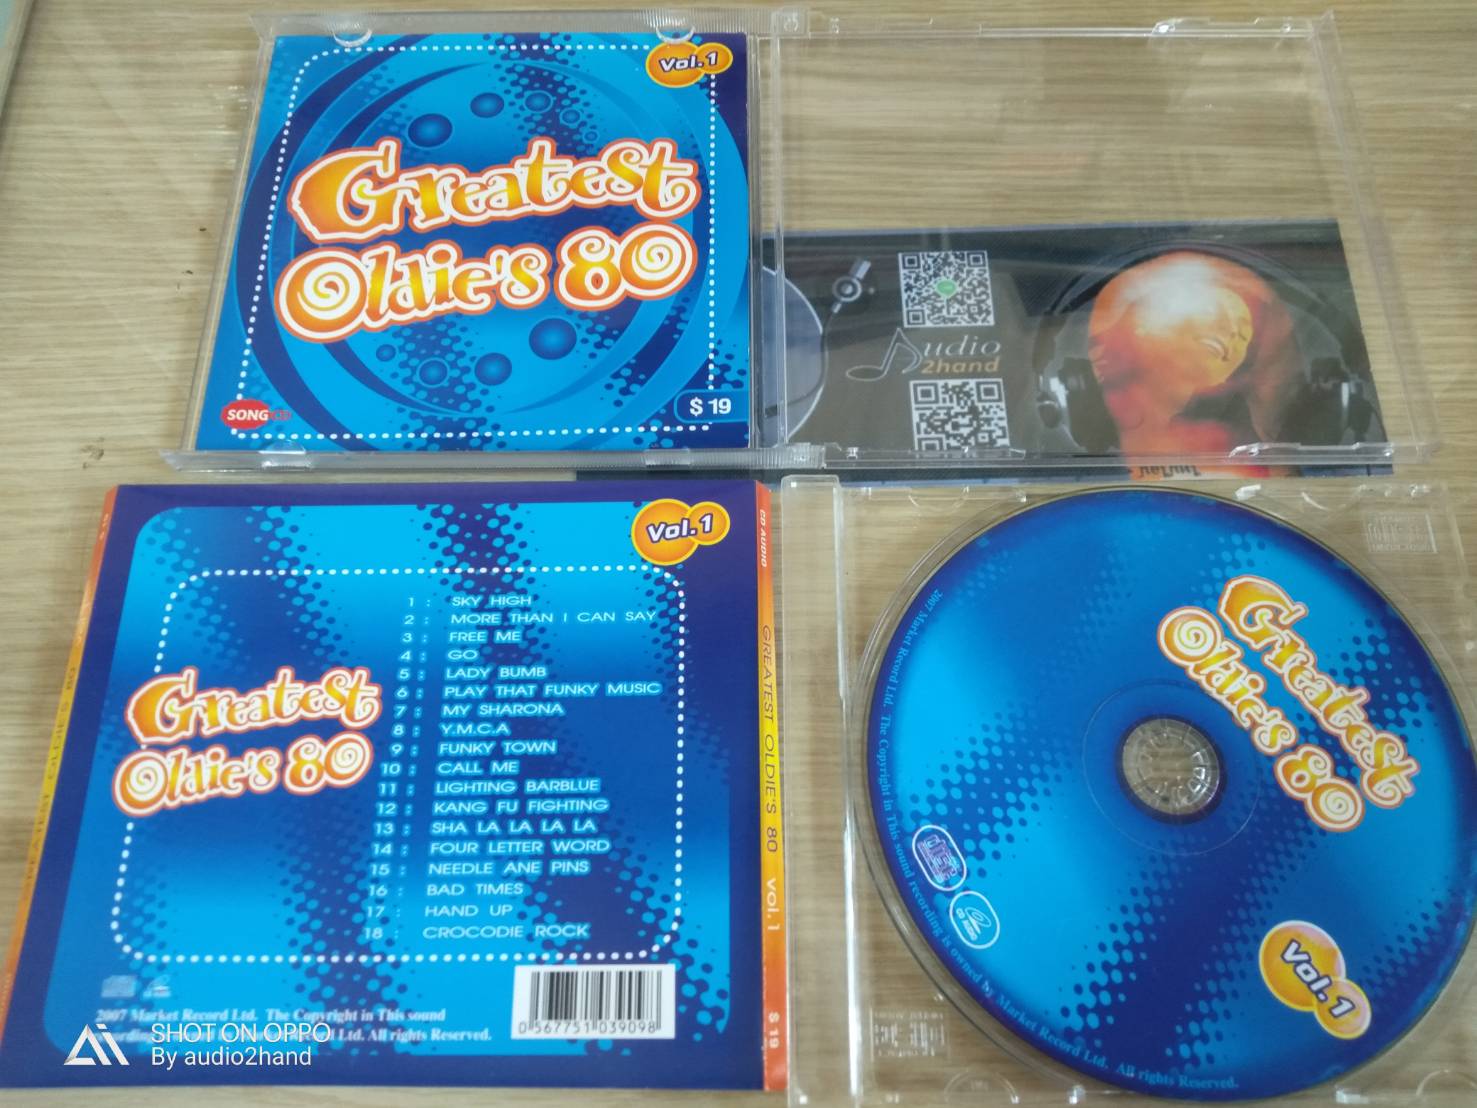 Vol.1
Greatest
Oldie's 80
SONG CD
$ 19
Audio
2hand
Vol.1
Greatest
Oldie's 80
1 : SKY HIGH
2 : MORE THAN I CAN SAY
3 : FREE ME
4 : GO
5 : LADY BUMB
6 : PLAY THAT FUNKY MUSIC
7 : MY SHARONA
8 : Y.M.C.A
9 : FUNKY TOWN
10 : CALL ME
11 : LIGHTING BARBLUE
12 : KANG FU FIGHTING
13 : SHA LA LA LA LA
14 : FOUR LETTER WORD
15 : NEEDLE ANE PINS
16 : BAD TIMES
17 : HAND UP
18 : CROCODIE ROCK
2007 Market Record Ltd. The Copyright in This sound
Ltd. All rights Reserved.
0 567751 039098
CD AUDIO
GREATEST OLDIE'S 80 Vol. 1
$ 19
GREATEST OLDIE'S 80
Greatest
Oldie's 80
Vol.1
2007 Market Record Ltd. The Copyright in This sound recording is owned by Market Record Ltd. All rights Reserved.
SHOT ON OPPO
By audio2hand